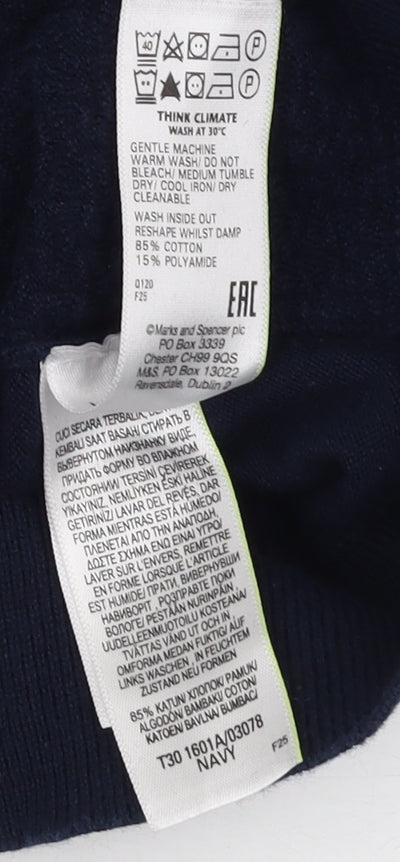 40
P
P
THINK CLIMATE
WASH AT 30°C
GENTLE MACHINE
WARM WASH/ DO NOT
BLEACH/ MEDIUM TUMBLE
DRY/ COOL IRON/ DRY
CLEANABLE
WASH INSIDE OUT
RESHAPE WHILST DAMP
85% COTTON
15% POLYAMIDE
Q120
F25
EAC
©Marks and Spencer plc
PO Box 3339
Chester CH99 9QS
M&S, PO Box 13022
Ravensdale, Dublin 2
CUCI SECARA TERBALIK,
KEMBALI SAAT BASAH/ СТИРАТЬ В
ВЫВЕРНУТОМ НАИЗНАНКУ ВИДЕ,
ПРИДАТЬ ФОРМУ ВО ВЛАЖНОМ
СОСТОЯНИИ TERSİNİ ÇEVİREREK
YIKAYINIZ, NEMLİYKEN ESKİ HALİNE
GETİRİNİZ/ LAVAR DEL REVÉS, DAR
FORMA MIENTRAS ESTÁ HUMEDO/
ΠΛΕΝΕΤΑΙ ΑΠΟ ΤΗΝ ΑΝΑΠΟΔΗ,
ΔΩΣΤΕ ΣΧΗΜΑ ΕΝΩ ΕΙΝΑΙ ΥΓΡΟ/
LAVER SUR L'ENVERS, REMETTRE
EN FORME LORSQUE L'ARTICLE
EST HUMIDE/ ПРАТИ, ВИВЕРНУВШИ
НАВИВОРІТ, РОЗПРАВТЕ ПОКИ
ВОЛОГЕ/ PESTÄÄN NURINPÄIN
UUDELLEENMUOTOILU KOSTEANA/
TVÄTTAS VÄND UT OCH IN
OMFORMA MEDAN FUKTIG/ AUF
LINKS WASCHEN, IN FEUCHTEM
ZUSTAND NEU FORMEN
85% KATUN/ ХЛОПОК/ PAMUK/
ALGODÓN/ ΒΑΜΒΑΚΙ/ COTON/
KATOEN/ BAVLNA/ BUMBAC/
T30 1601A/03078
NAVY
F25